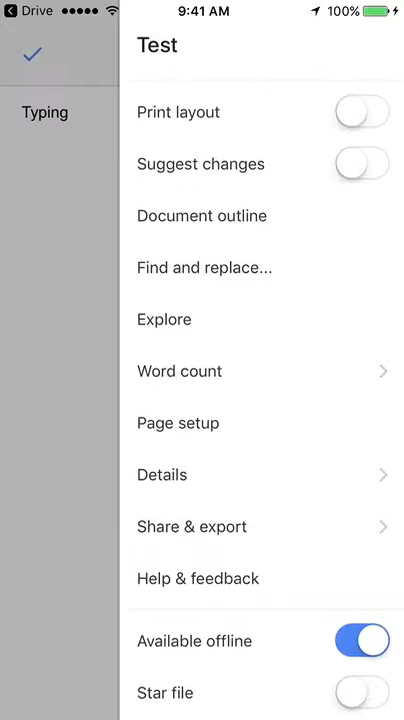 Drive
9:41 AM
100%
Test
Typing
Print layout
Suggest changes
Document outline
Find and replace...
Explore
Word count
Page setup
Details
Share & export
Help & feedback
Available offline
Star file